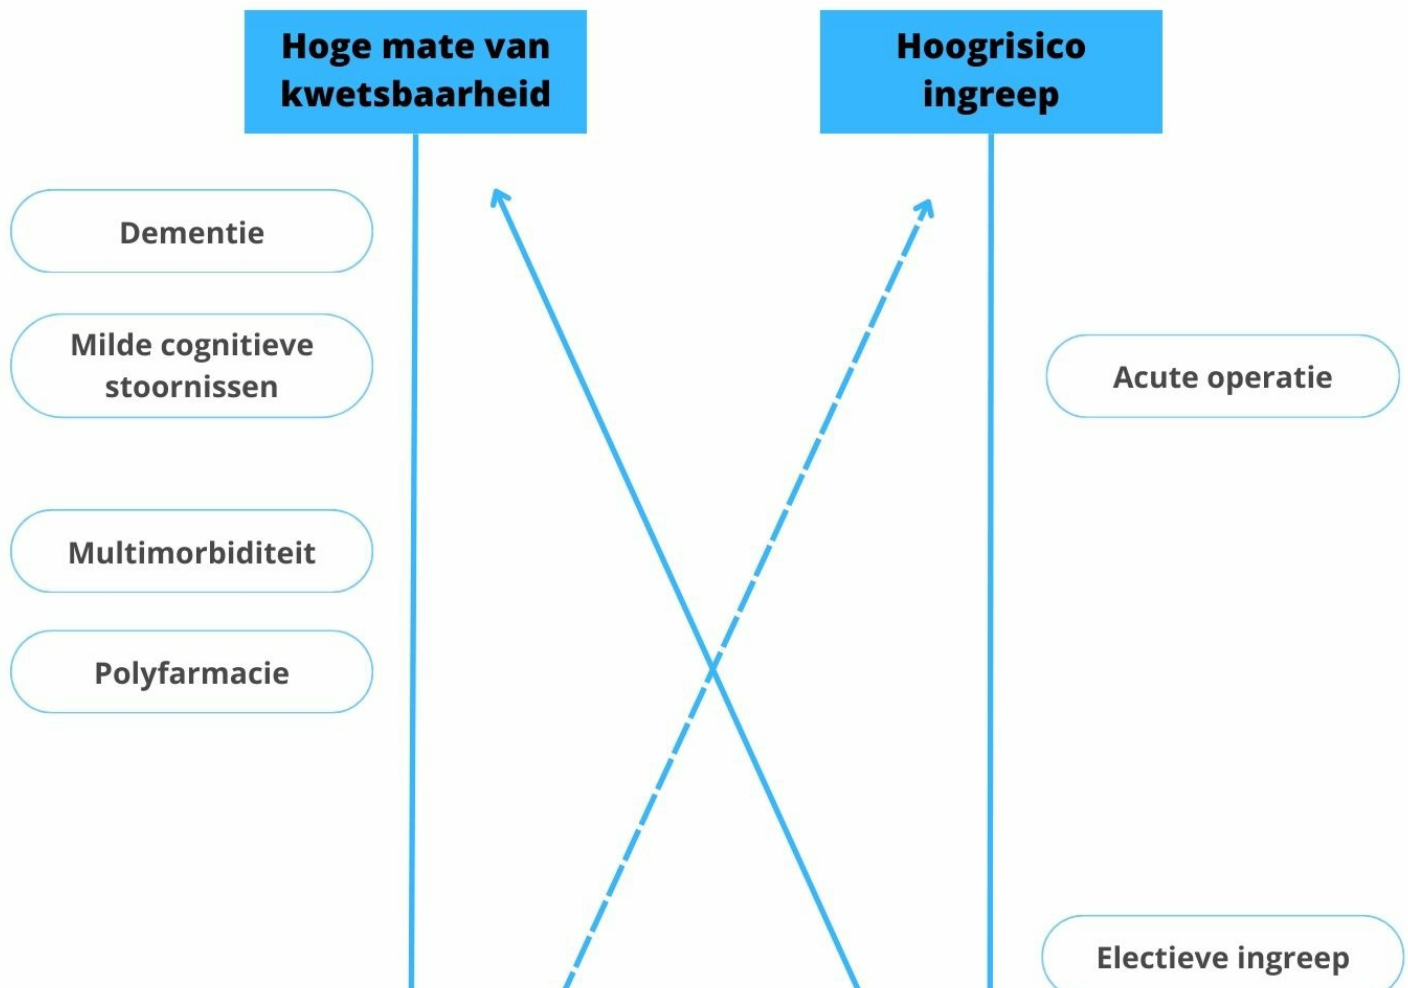 Hoge mate van
kwetsbaarheid
Hoogrisico
ingreep
Dementie
Milde cognitieve
stoornissen
Acute operatie
Multimorbiditeit
Polyfarmacie
Electieve ingreep